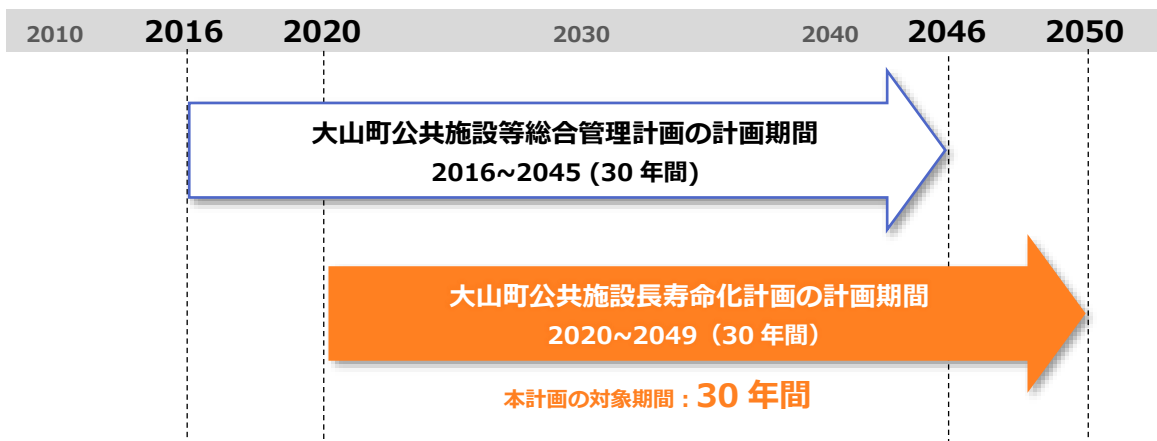 2010 2016 2020 2030 2040 2046 2050
大山町公共施設等総合管理計画の計画期間
2016~2045 (30 年間)
大山町公共施設長寿命化計画の計画期間
2020~2049（30 年間）
本計画の対象期間：30 年間